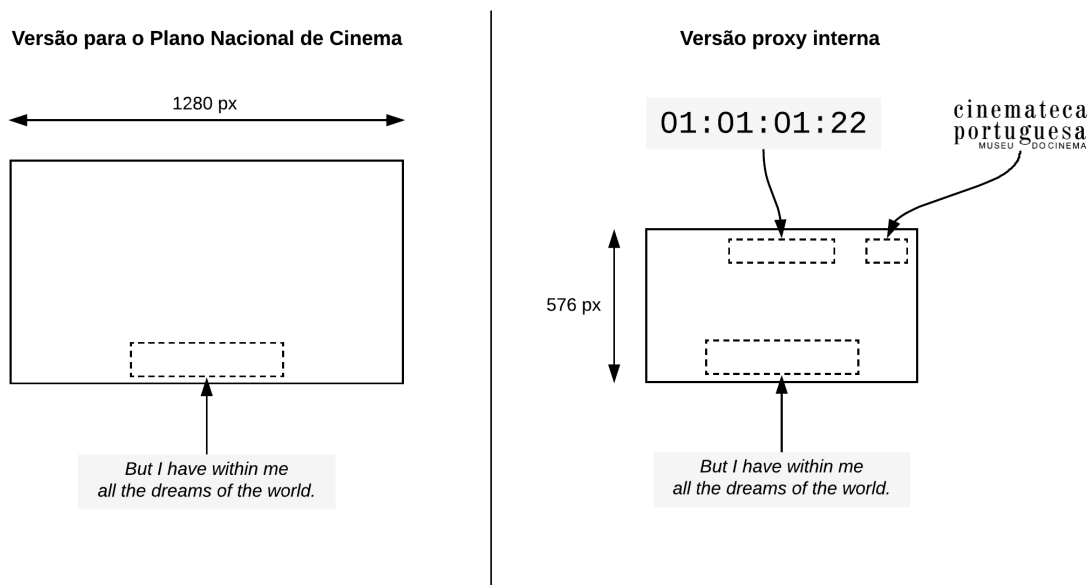 Versão para o Plano Nacional de Cinema
1280 px
But I have within me
all the dreams of the world.
Versão proxy interna
01:01:01:22
cinemateca
portuguesa
MUSEU DO CINEMA
576 px
But I have within me
all the dreams of the world.